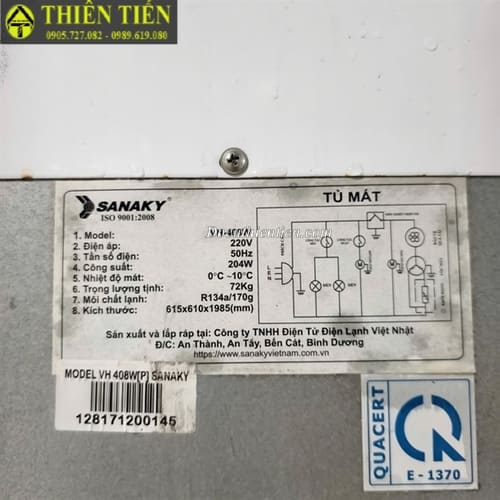 THIÊN TIẾN
0905.727.082 - 0989.619.080
SANAKY
ISO 9001:2008
TỦ MÁT
1. Model:
2. Điện áp: 220V
3. Tần số điện: 50Hz
4. Công suất: 204W
5. Nhiệt độ mát: 0°C ~10°C
6. Trọng lượng tịnh: 72Kg
7. Môi chất lạnh: R134a/170g
8. Kích thước: 615x610x1985(mm)
Sản xuất và lắp ráp tại: Công ty TNHH Điện Tử Điện Lạnh Việt Nhật
Đ/C: An Thành, An Tây, Bến Cát, Bình Dương
https://www.sanakyvietnam.com.vn
MODEL VH 408W[P] SANAKY
128171200145
QUACERT
E - 1370